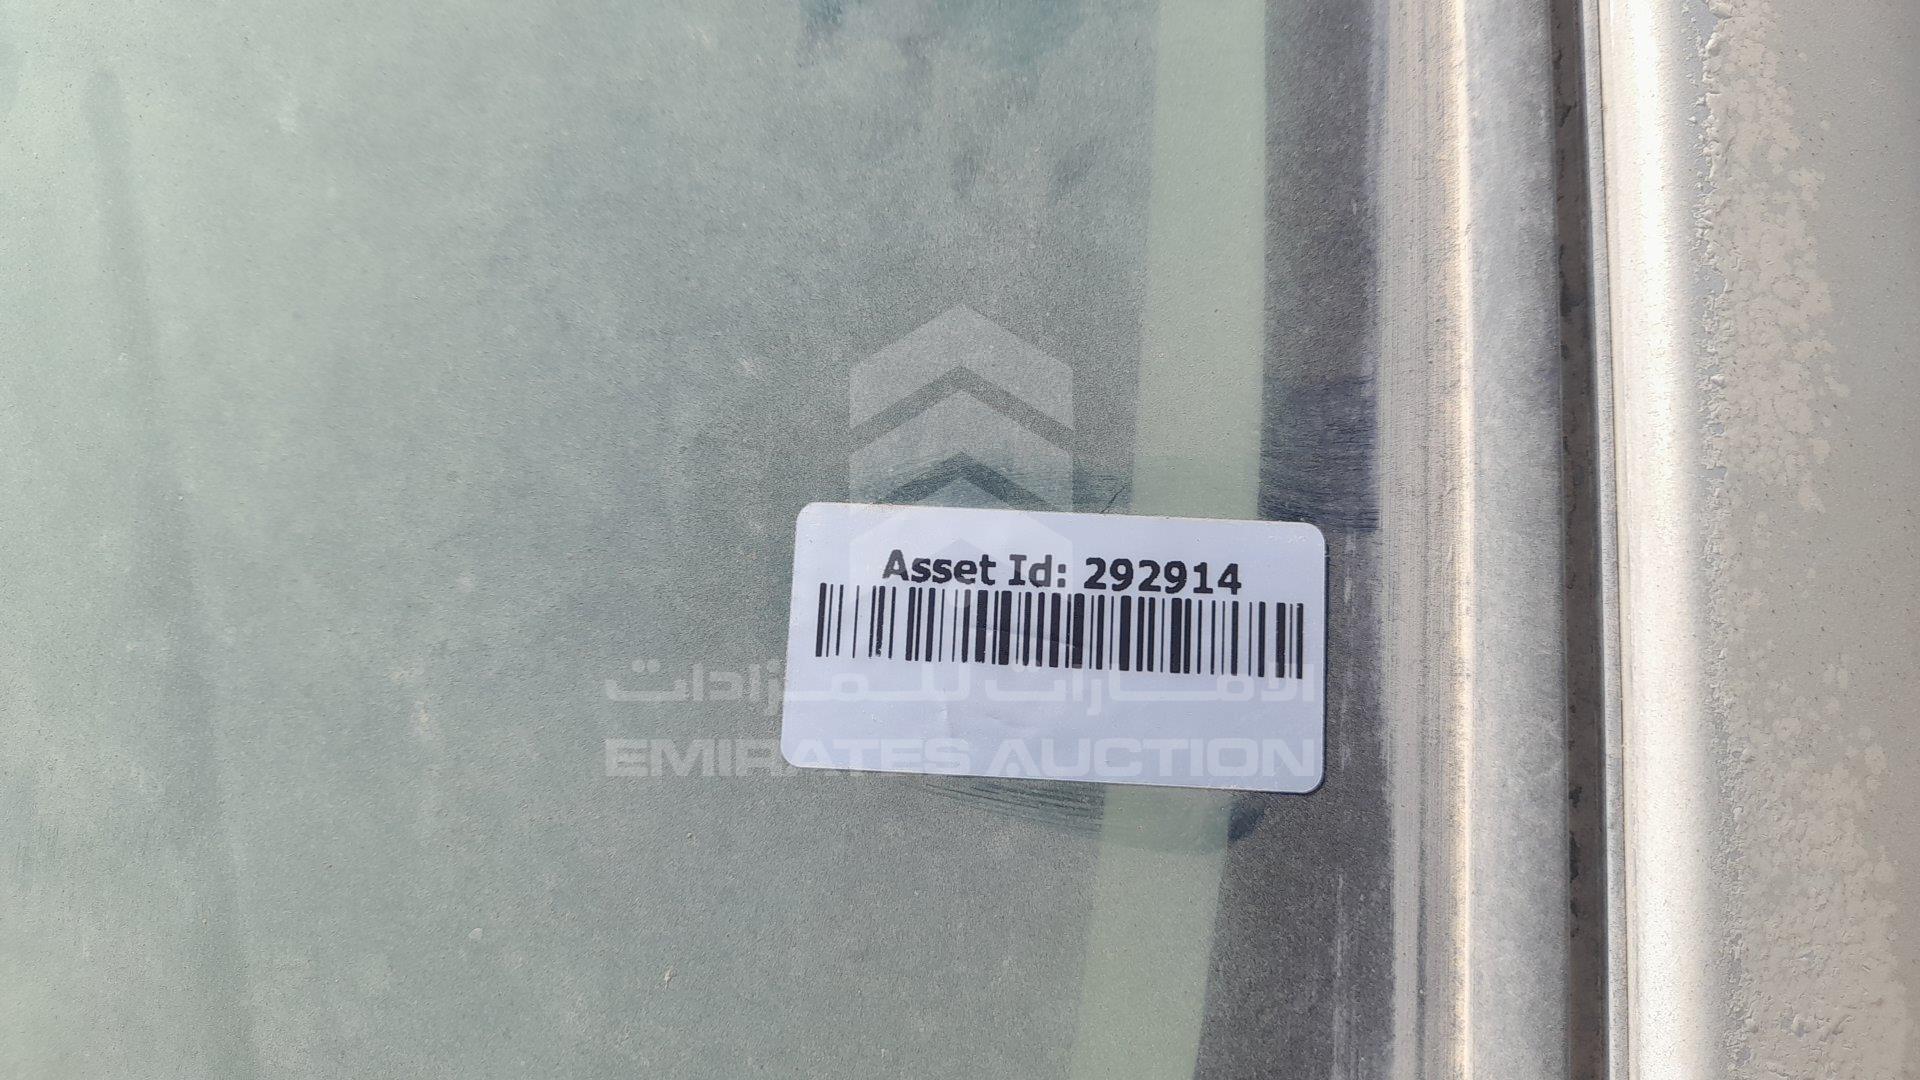 Asset Id: 292914
الامارات للمزادات
EMIRATES AUCTION